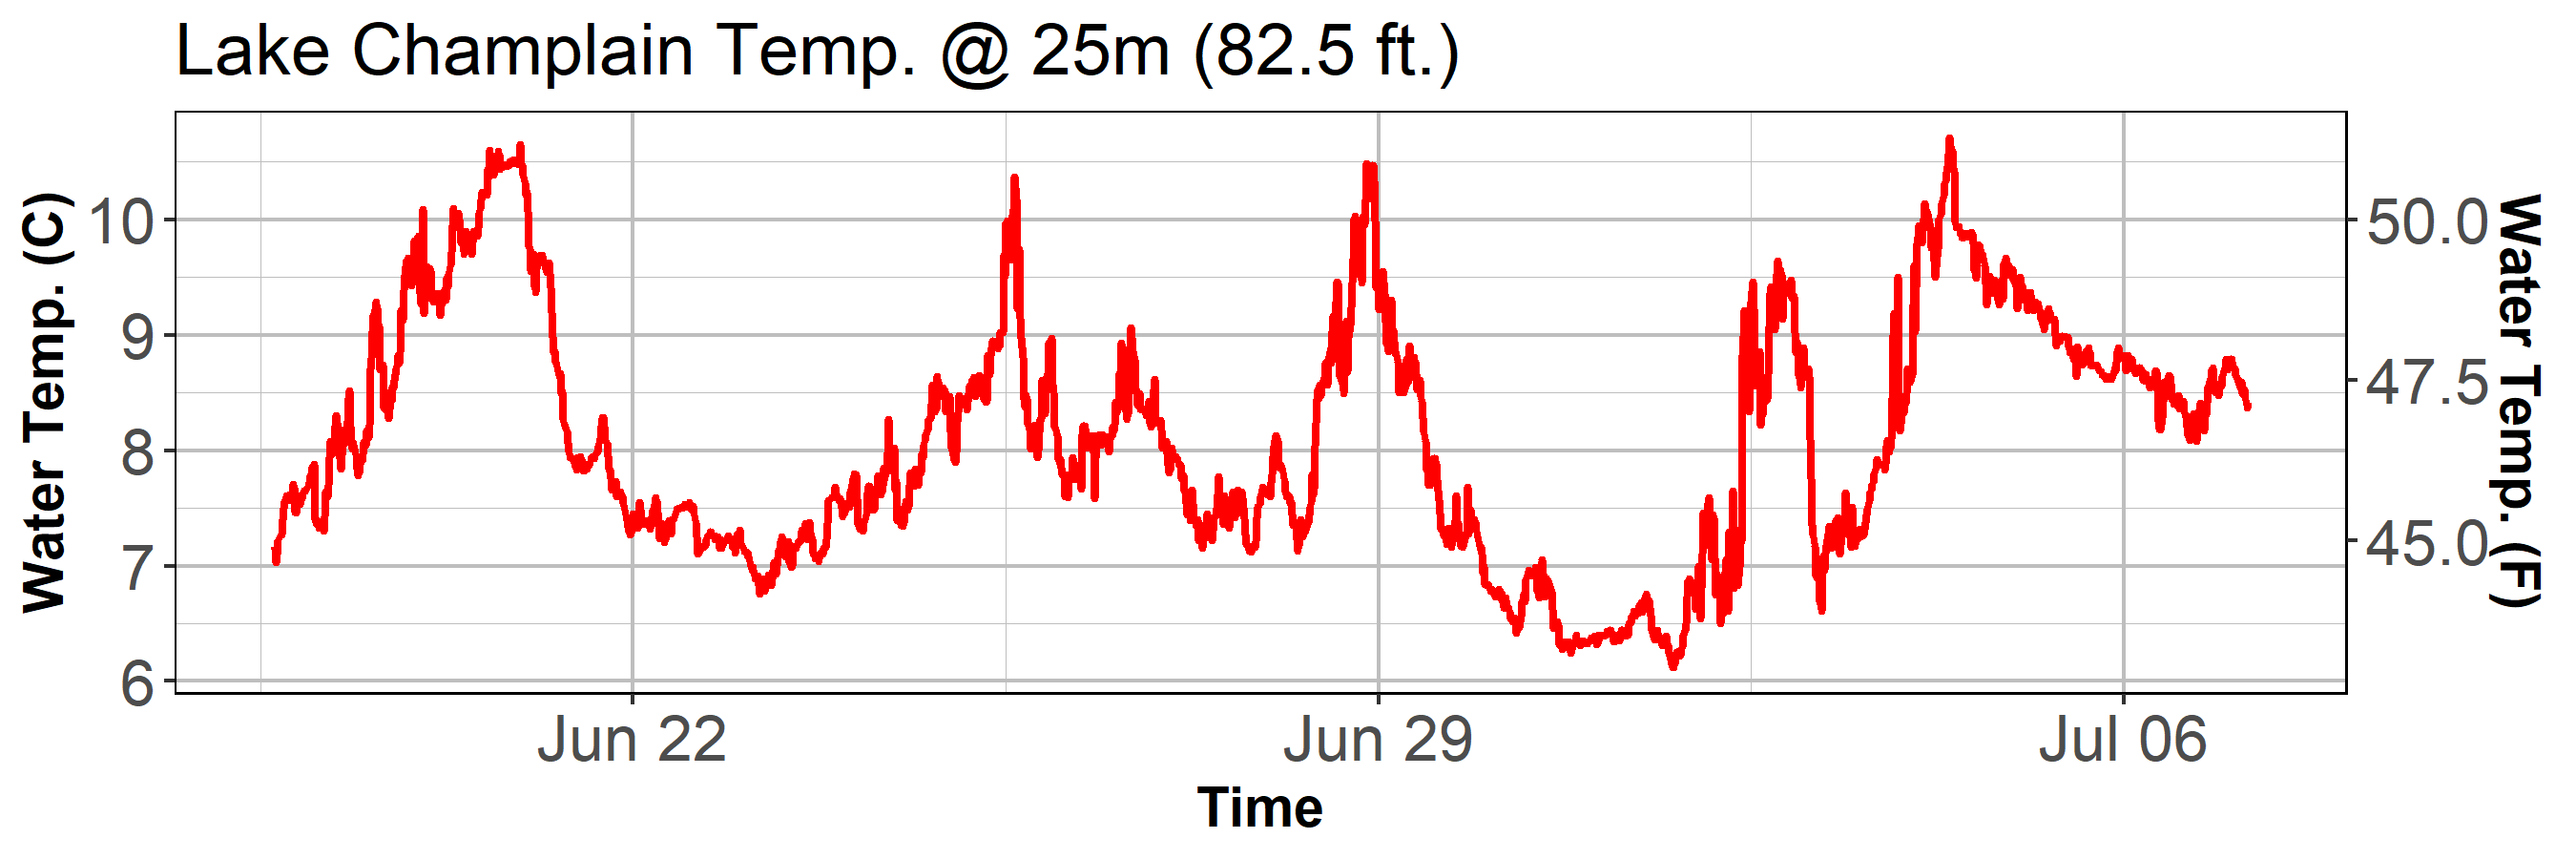 Lake Champlain Temp. @ 25m (82.5 ft.)
Water Temp. (C)
10
9
8
7
6
50.0
47.5
45.0
Water Temp. (F)
Jun 22
Jun 29
Jul 06
Time